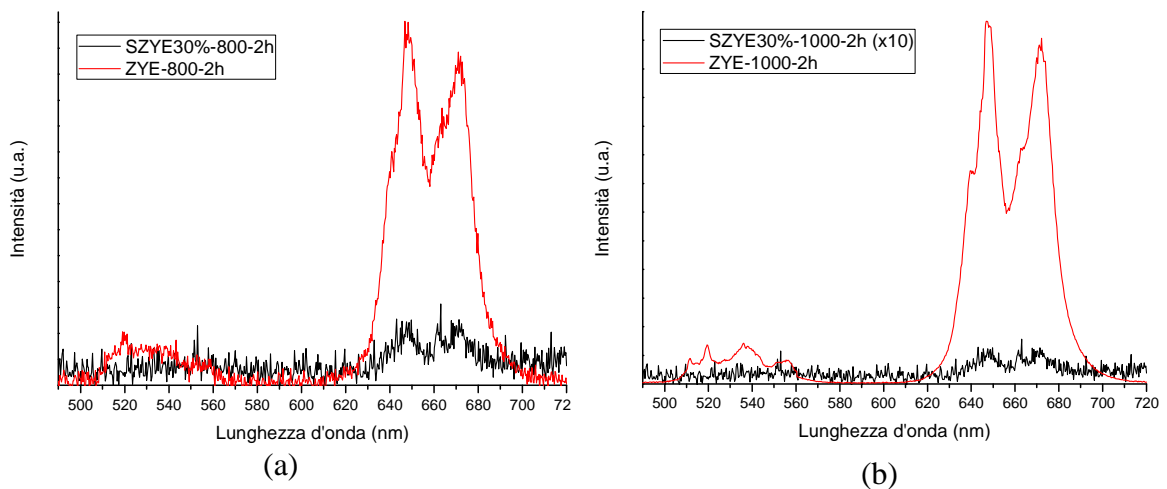 SZYE30%-800-2h
ZYE-800-2h
Intensità (u.a.)
500 520 540 560 580 600 620 640 660 680 700 72
Lunghezza d'onda (nm)
(a)
SZYE30%-1000-2h (x10)
ZYE-1000-2h
Intensità (u.a.)
500 520 540 560 580 600 620 640 660 680 700 720
Lunghezza d'onda (nm)
(b)